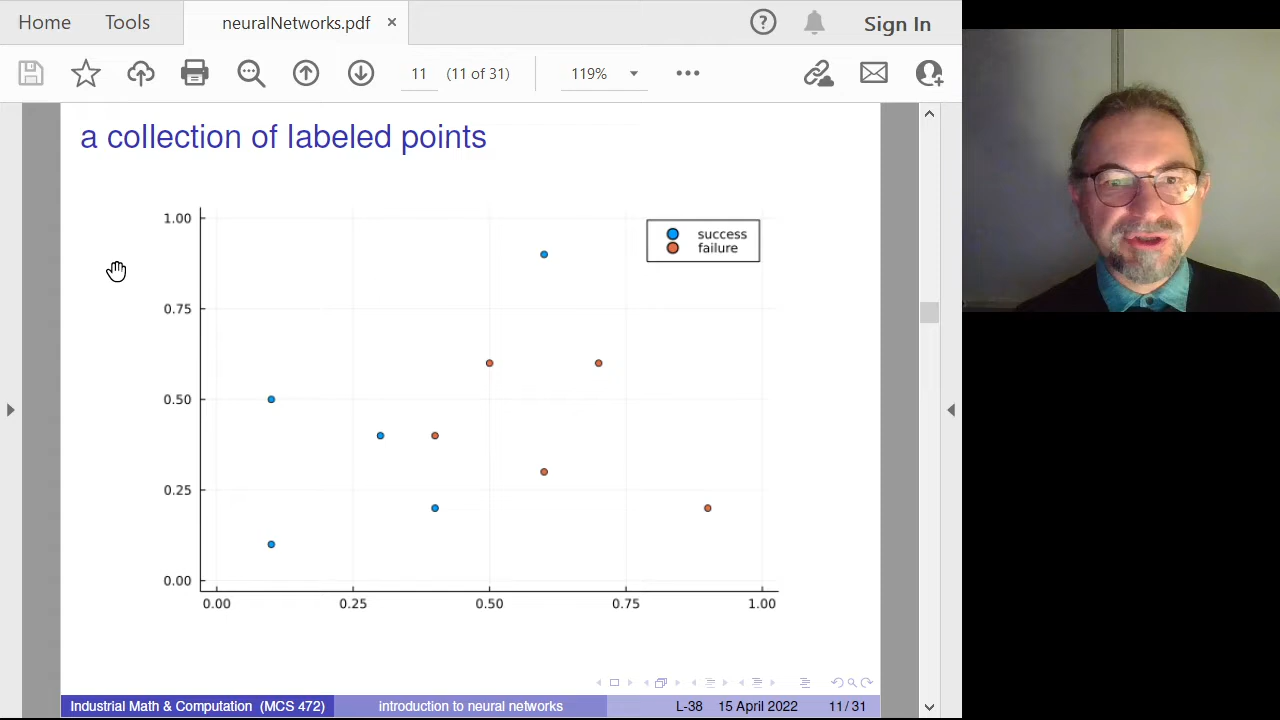 Home Tools neuralNetworks.pdf × ? Sign In
11 (11 of 31) 119%
a collection of labeled points
1.00
success
failure
0.75
0.50
0.25
0.00
0.00 0.25 0.50 0.75 1.00
Industrial Math & Computation (MCS 472) introduction to neural networks L-38 15 April 2022 11 / 31